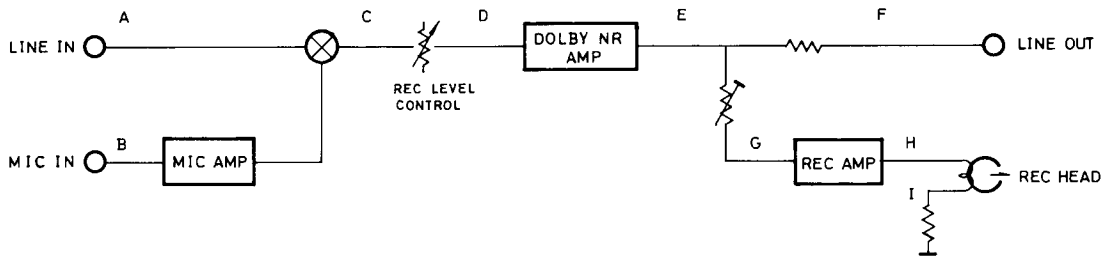 A
C
D
E
F
LINE IN
DOLBY NR
AMP
LINE OUT
REC LEVEL
CONTROL
B
G
H
MIC IN
MIC AMP
REC AMP
REC HEAD
I